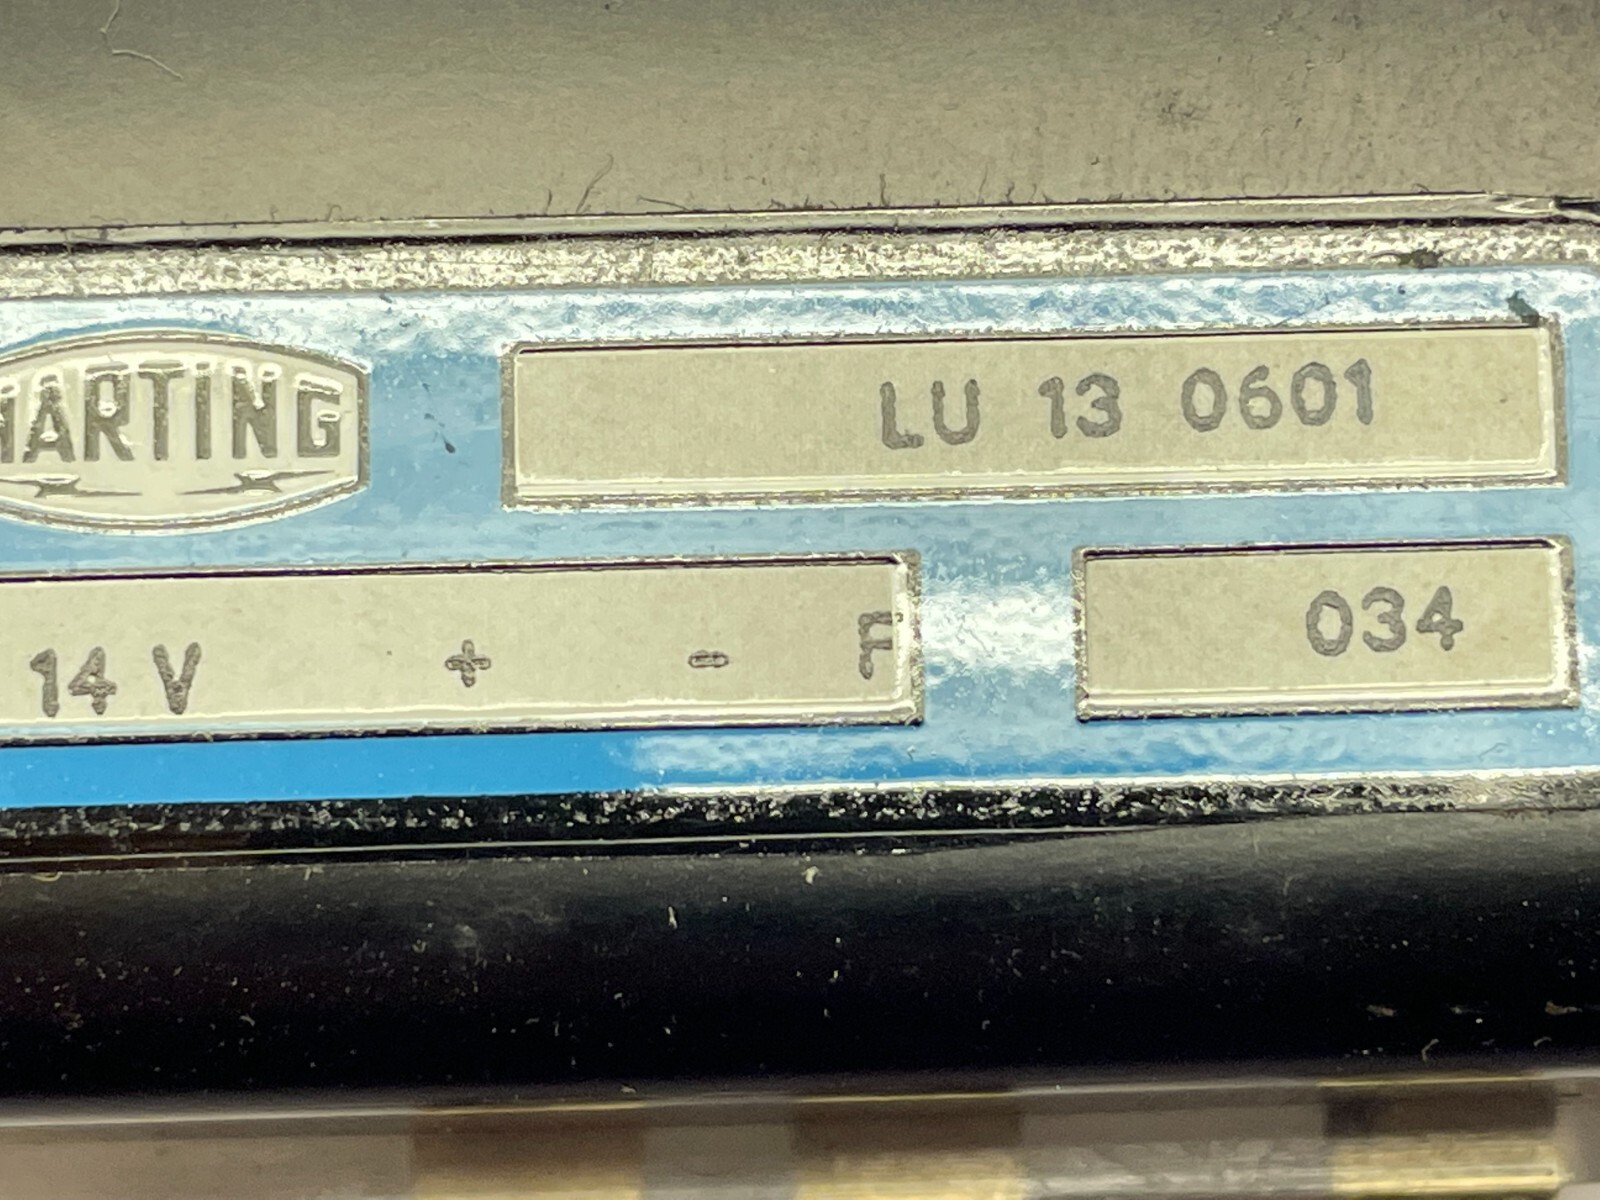 HARTING
LU 13 0601
14 V + - F
034